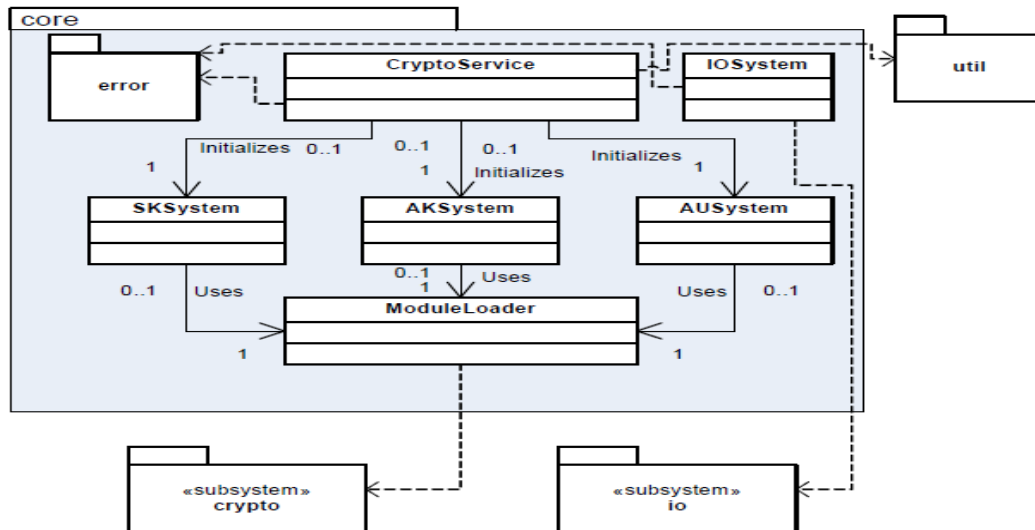 core
error
CryptoService
IOSystem
util
Initializes
0..1
0..1
0..1
Initializes
1
1
Initializes
1
SKSystem
AKSystem
AUSystem
0..1
Uses
0..1
1
Uses
Uses
0..1
ModuleLoader
1
1
«subsystem»
crypto
«subsystem»
io